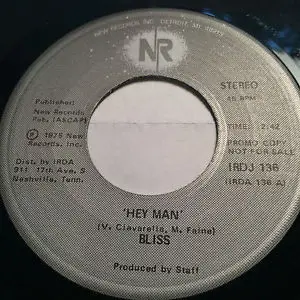 NEW RECORDS INC. DETROIT, MI. 48213
NR
STEREO
45 RPM
Publisher:
New Records
Pub. (ASCAP)
TIME: 2:42
PROMO COPY
NOT FOR SALE
℗ 1975 New
Records, Inc.
IRDJ 136
(IRDA 136 A)
Dist. by IRDA
911 17th Ave. S
Nashville, Tenn.
'HEY MAN'
(V. Ciavarella, M. Faine)
BLISS
Produced by Staff